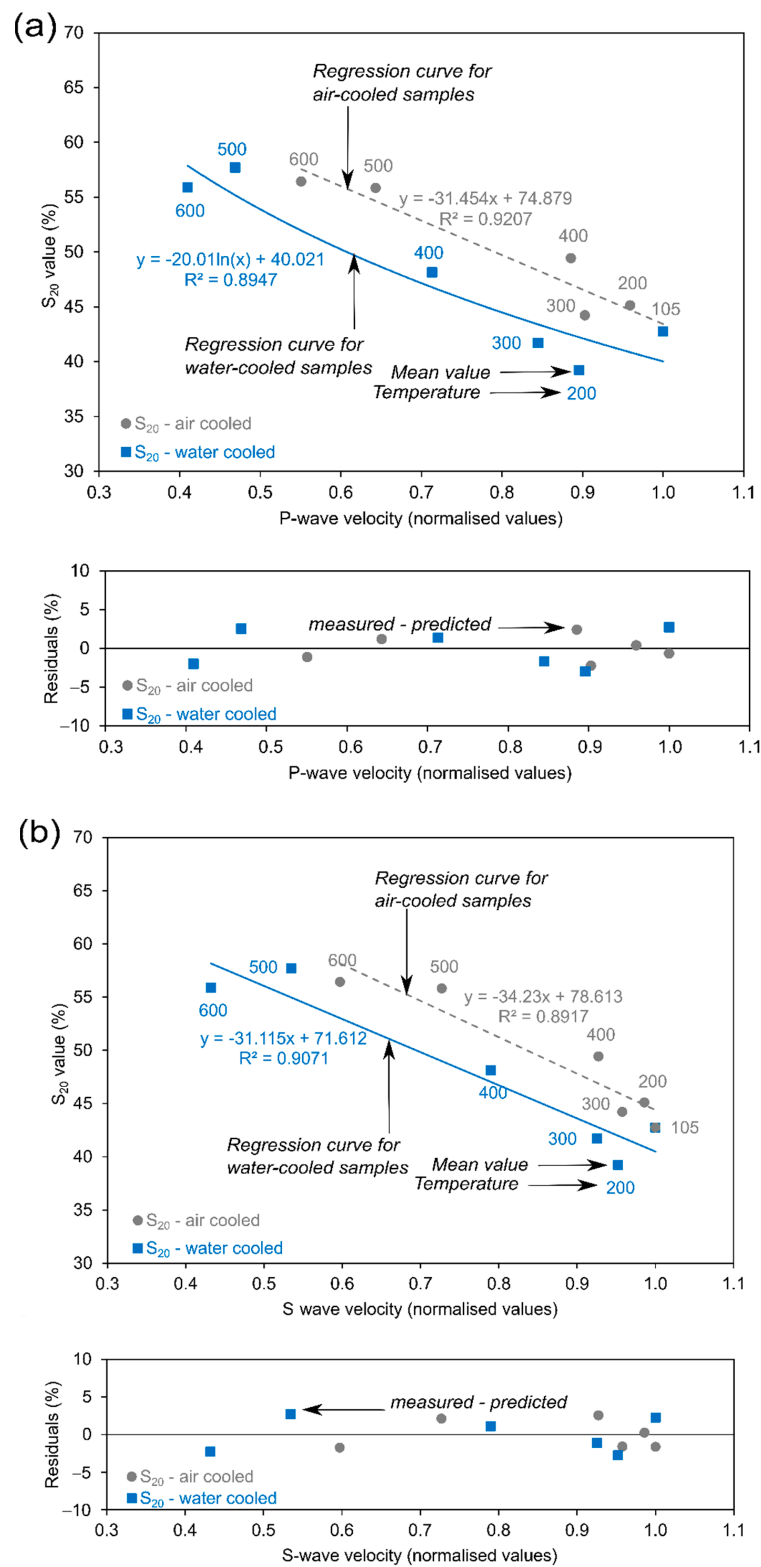 (a)
70
65
60
55
50
45
40
35
30
S20 value (%)
Regression curve for
air-cooled samples
500
600
600
500
y = -31.454x + 74.879
R² = 0.9207
400
400
y = -20.01ln(x) + 40.021
R² = 0.8947
200
300
105
300
Regression curve for
water-cooled samples
Mean value
Temperature
200
S20 - air cooled
S20 - water cooled
0.3 0.4 0.5 0.6 0.7 0.8 0.9 1.0 1.1
P-wave velocity (normalised values)
10
5
0
−5
−10
Residuals (%)
measured - predicted
S20 - air cooled
S20 - water cooled
0.3 0.4 0.5 0.6 0.7 0.8 0.9 1.0 1.1
P-wave velocity (normalised values)
(b)
70
65
60
55
50
45
40
35
30
S20 value (%)
Regression curve for
air-cooled samples
600
500
500
600
y = -34.23x + 78.613
R² = 0.8917
y = -31.115x + 71.612
R² = 0.9071
400
400
200
300
105
300
Regression curve for
water-cooled samples
Mean value
Temperature
200
S20 - air cooled
S20 - water cooled
0.3 0.4 0.5 0.6 0.7 0.8 0.9 1.0 1.1
S wave velocity (normalised values)
10
5
0
−5
−10
Residuals (%)
measured - predicted
S20 - air cooled
S20 - water cooled
0.3 0.4 0.5 0.6 0.7 0.8 0.9 1.0 1.1
S-wave velocity (normalised values)